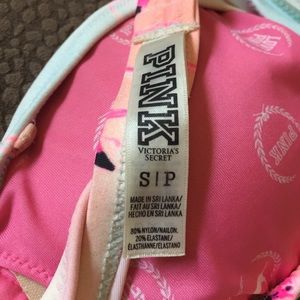 PINK
VICTORIA'S
SECRET
S|P
MADE IN SRI LANKA/
FAIT AU SRI LANKA/
HECHO EN SRI LANKA
80% NYLON/NAILON.
20% ELASTANE/
ÉLASTHANNE/ELASTANO
PINK